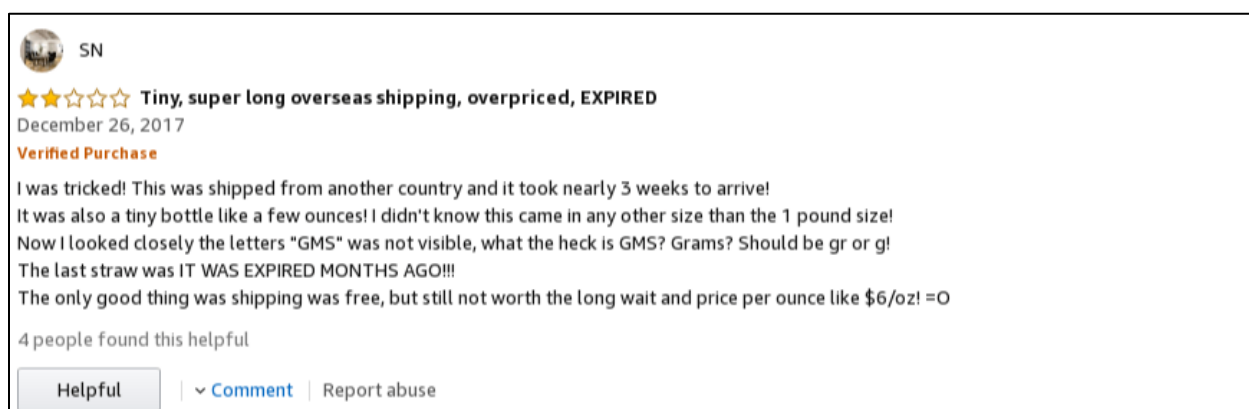 SN
Tiny, super long overseas shipping, overpriced, EXPIRED
December 26, 2017
Verified Purchase
I was tricked! This was shipped from another country and it took nearly 3 weeks to arrive!
It was also a tiny bottle like a few ounces! I didn't know this came in any other size than the 1 pound size!
Now I looked closely the letters "GMS" was not visible, what the heck is GMS? Grams? Should be gr or g!
The last straw was IT WAS EXPIRED MONTHS AGO!!!
The only good thing was shipping was free, but still not worth the long wait and price per ounce like $6/oz! =O
4 people found this helpful
Helpful Comment Report abuse